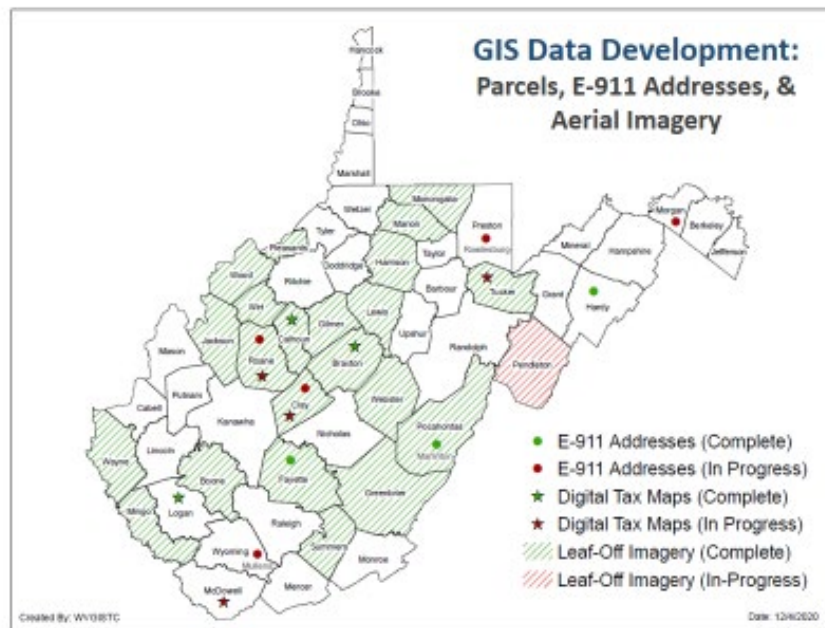 GIS Data Development:
Parcels, E-911 Addresses, &
Aerial Imagery
Hancock
Brooke
Ohio
Marshall
Wetzel
Monongalia
Marion
Preston
Rowlesburg
Morgan
Berkeley
Jefferson
Tyler
Pleasants
Doddridge
Harrison
Taylor
Mineral
Hampshire
Wood
Ritchie
Barbour
Tucker
Grant
Hardy
Wirt
Calhoun
Gilmer
Lewis
Upshur
Randolph
Jackson
Roane
Braxton
Pendleton
Mason
Clay
Webster
Putnam
Cabell
Kanawha
Nicholas
Pocahontas
Marlinton
Lincoln
Wayne
Boone
Fayette
Greenbrier
Mingo
Logan
Raleigh
Summers
Monroe
Wyoming
Mullens
McDowell
Mercer
E-911 Addresses (Complete)
E-911 Addresses (In Progress)
Digital Tax Maps (Complete)
Digital Tax Maps (In Progress)
Leaf-Off Imagery (Complete)
Leaf-Off Imagery (In-Progress)
Created By: WVGISTC
Date: 12/4/2020